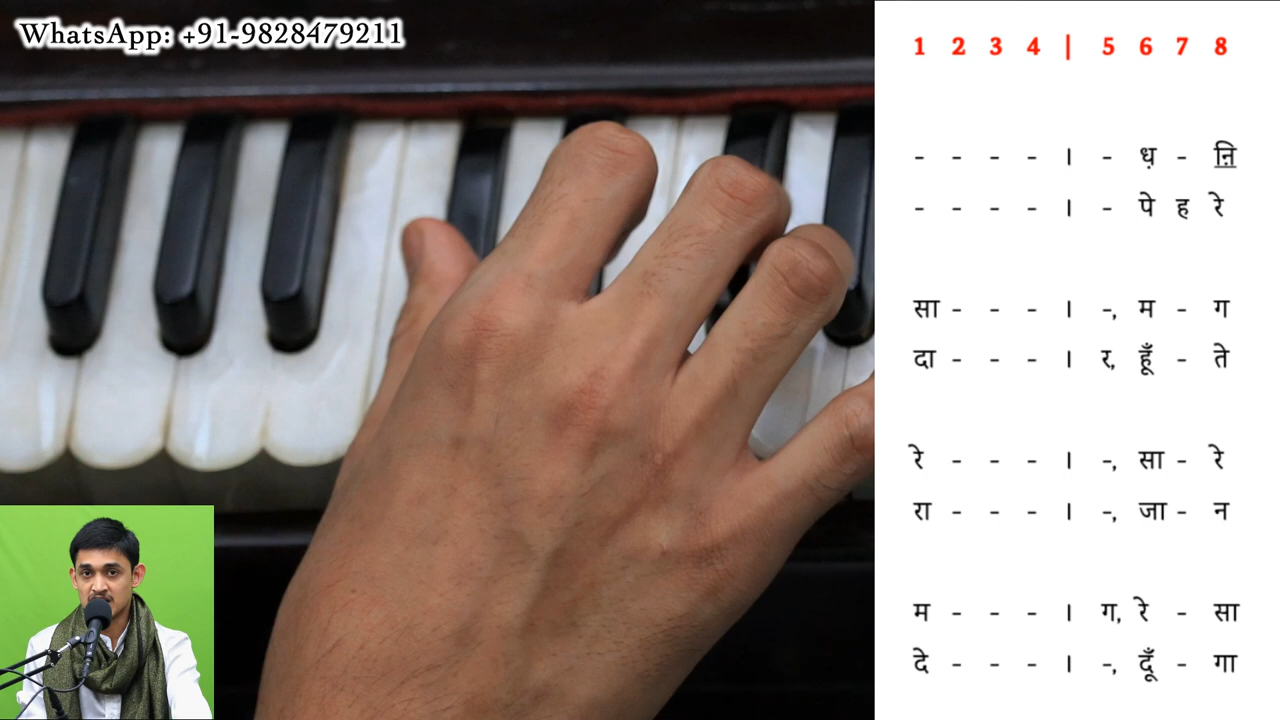 WhatsApp: +91-9828479211
1 2 3 4 | 5 6 7 8
- - - - । - ध़ - नि़
- - - - । - पे ह रे
सा - - - । -, म - ग
दा - - - । र, हूँ - ते
रे - - - । -, सा - रे
रा - - - । -, जा - न
म - - - । ग, रे - सा
दे - - - । -, दूँ - गा